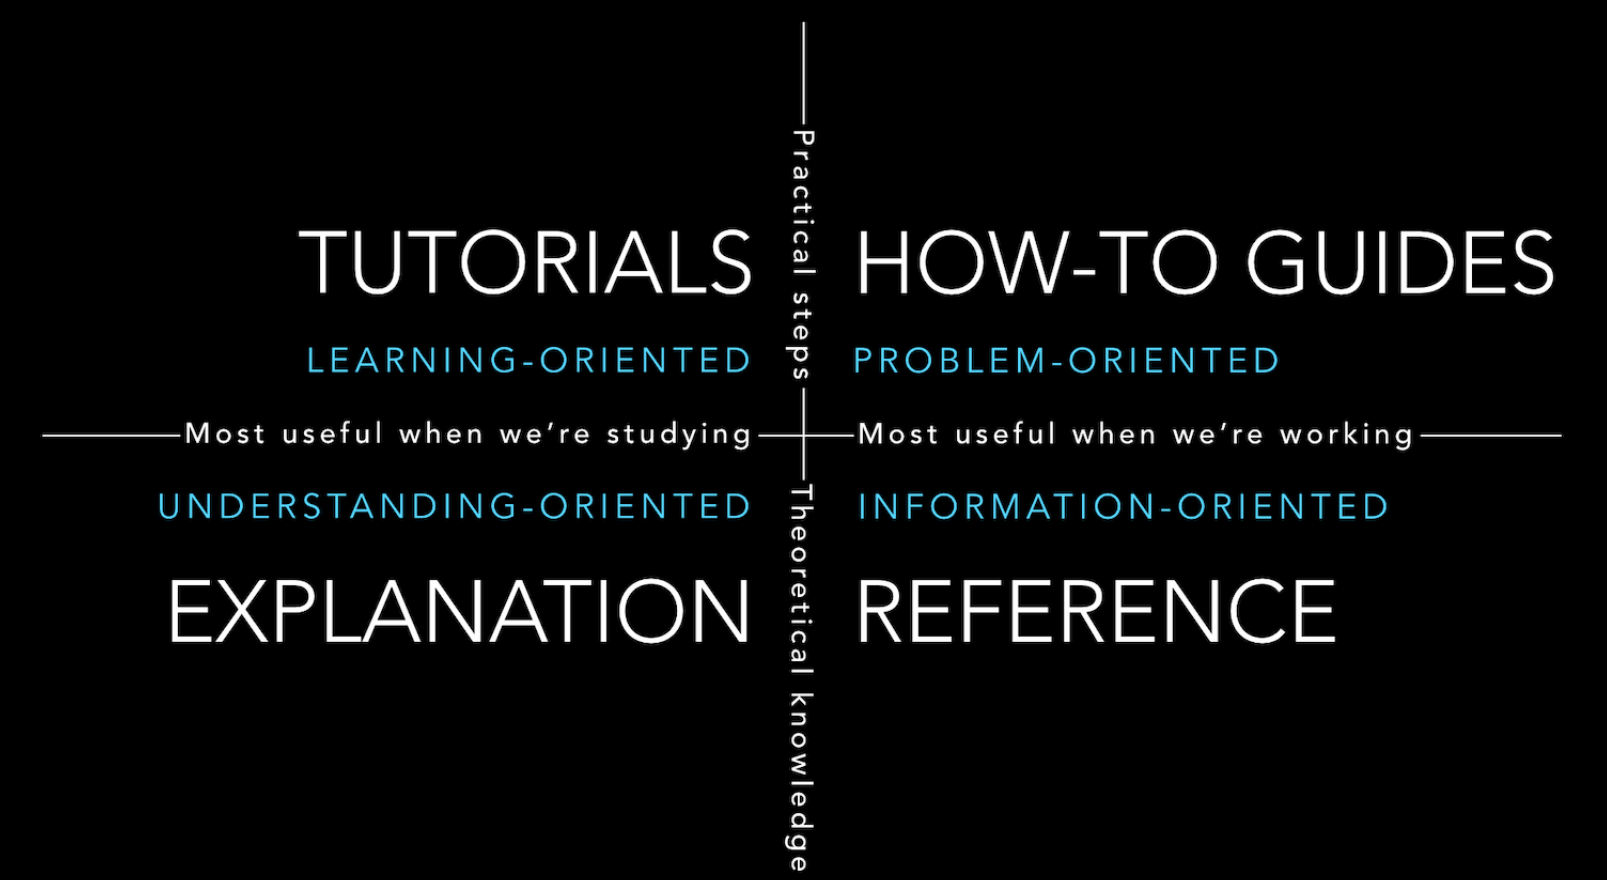 Practical steps
TUTORIALS
HOW-TO GUIDES
LEARNING-ORIENTED
PROBLEM-ORIENTED
Most useful when we’re studying
Most useful when we’re working
UNDERSTANDING-ORIENTED
INFORMATION-ORIENTED
EXPLANATION
REFERENCE
Theoretical knowledge